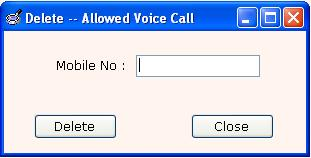 Delete -- Allowed Voice Call
Mobile No :
Delete
Close